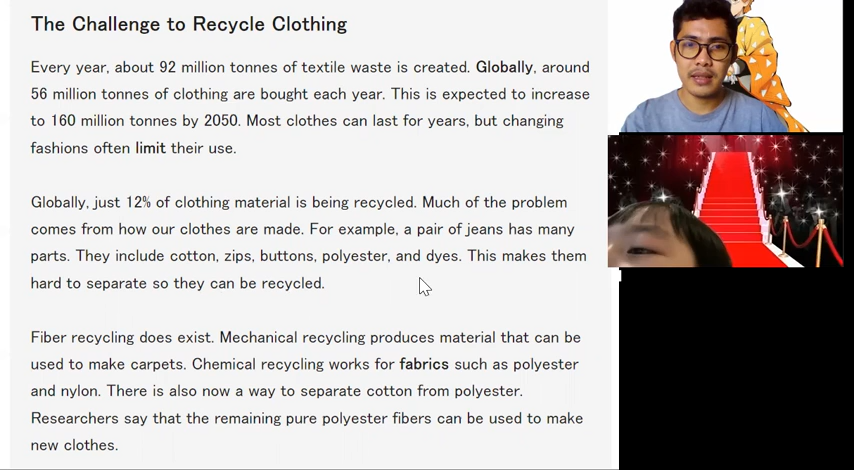 The Challenge to Recycle Clothing
Every year, about 92 million tonnes of textile waste is created. Globally, around
56 million tonnes of clothing are bought each year. This is expected to increase
to 160 million tonnes by 2050. Most clothes can last for years, but changing
fashions often limit their use.
Globally, just 12% of clothing material is being recycled. Much of the problem
comes from how our clothes are made. For example, a pair of jeans has many
parts. They include cotton, zips, buttons, polyester, and dyes. This makes them
hard to separate so they can be recycled.
Fiber recycling does exist. Mechanical recycling produces material that can be
used to make carpets. Chemical recycling works for fabrics such as polyester
and nylon. There is also now a way to separate cotton from polyester.
Researchers say that the remaining pure polyester fibers can be used to make
new clothes.